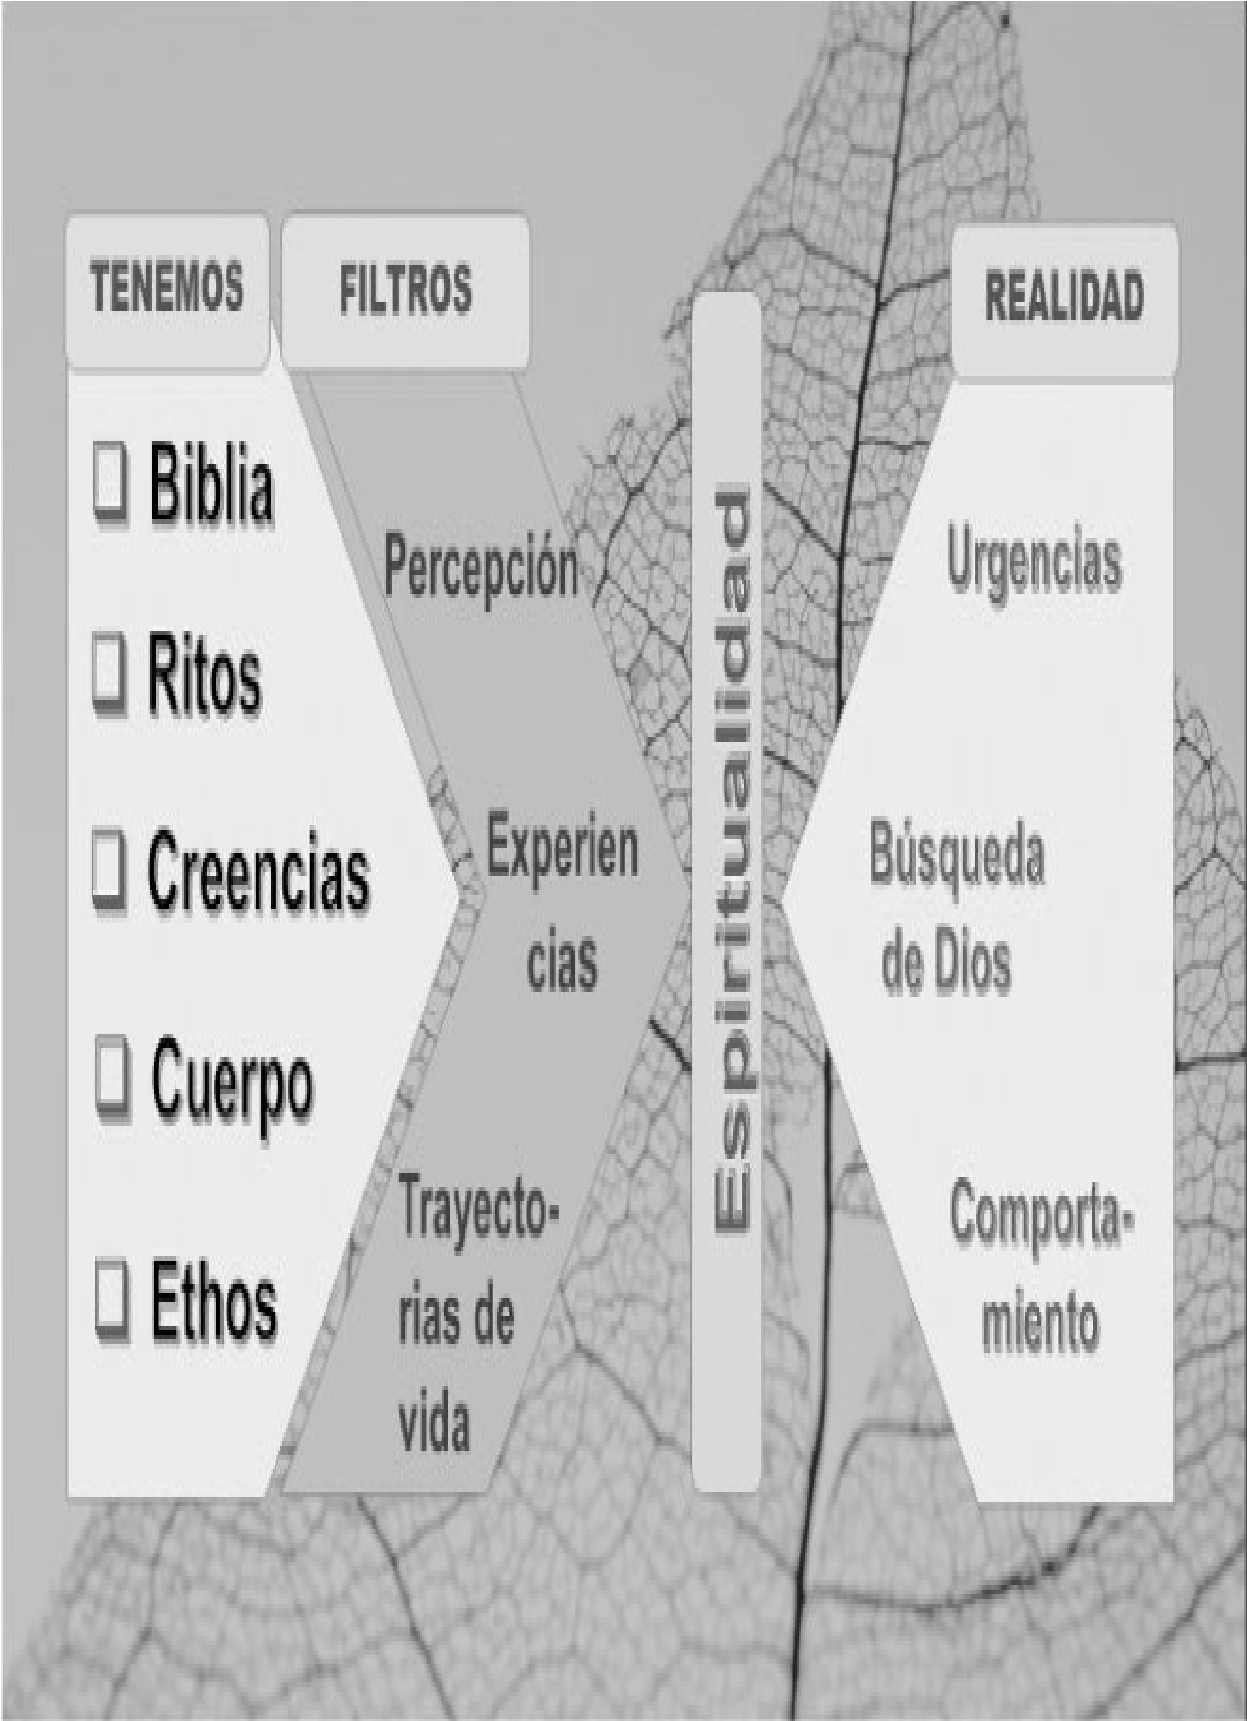 TENEMOS
Biblia
Ritos
Creencias
Cuerpo
Ethos
FILTROS
Percepción
Experien
cias
Trayecto-
rias de
vida
Espiritualidad
REALIDAD
Urgencias
Búsqueda
de Dios
Comporta-
miento